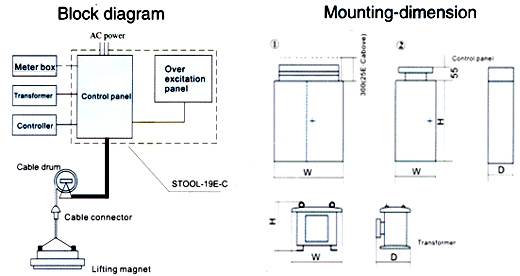 Block diagram
AC power
Meter box
Transformer
Controller
Control panel
Over
excitation
panel
STOOL-19E-C
Cable drum
Cable connector
Lifting magnet
Mounting-dimension
①
②
300(25E Cabove)
Control panel
55
H
W
W
D
H
W
D
Transformer